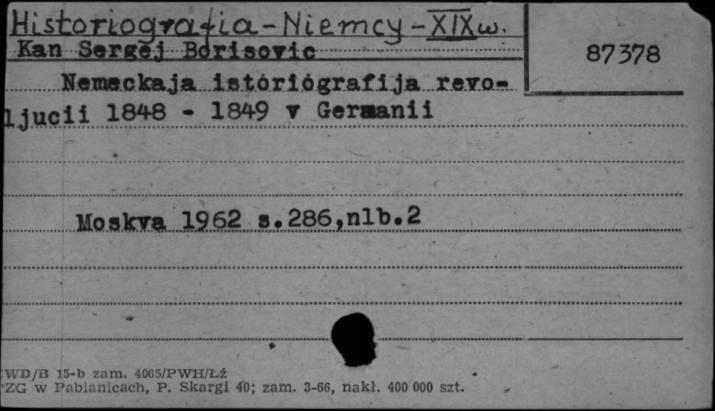 Historiografia - Niemcy - XIX w.
87378
Kan Sergej Borisovic
Nemeckaja istoriografija revo-
ljucii 1848 - 1849 v Germanii
Moskva 1962 s.286,nlb.2
WD/B 15-b zam. 4065/PWH/Łź
ZG w Pabianicach, P. Skargi 40; zam. 3-66, nakł. 400 000 szt.